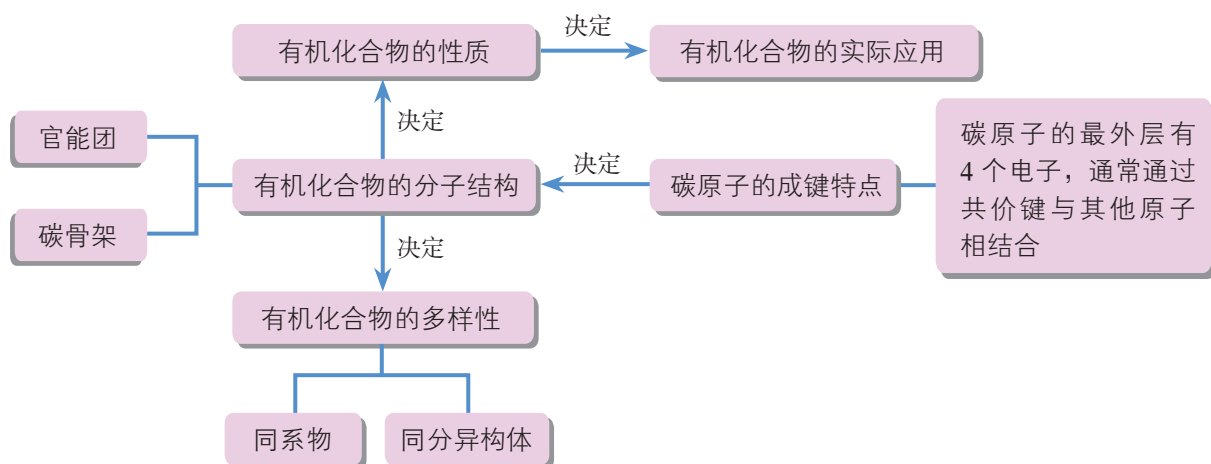 决定
有机化合物的性质
有机化合物的实际应用
决定
官能团
碳骨架
有机化合物的分子结构
决定
碳原子的成键特点
碳原子的最外层有
4 个电子，通常通过
共价键与其他原子
相结合
决定
有机化合物的多样性
同系物
同分异构体